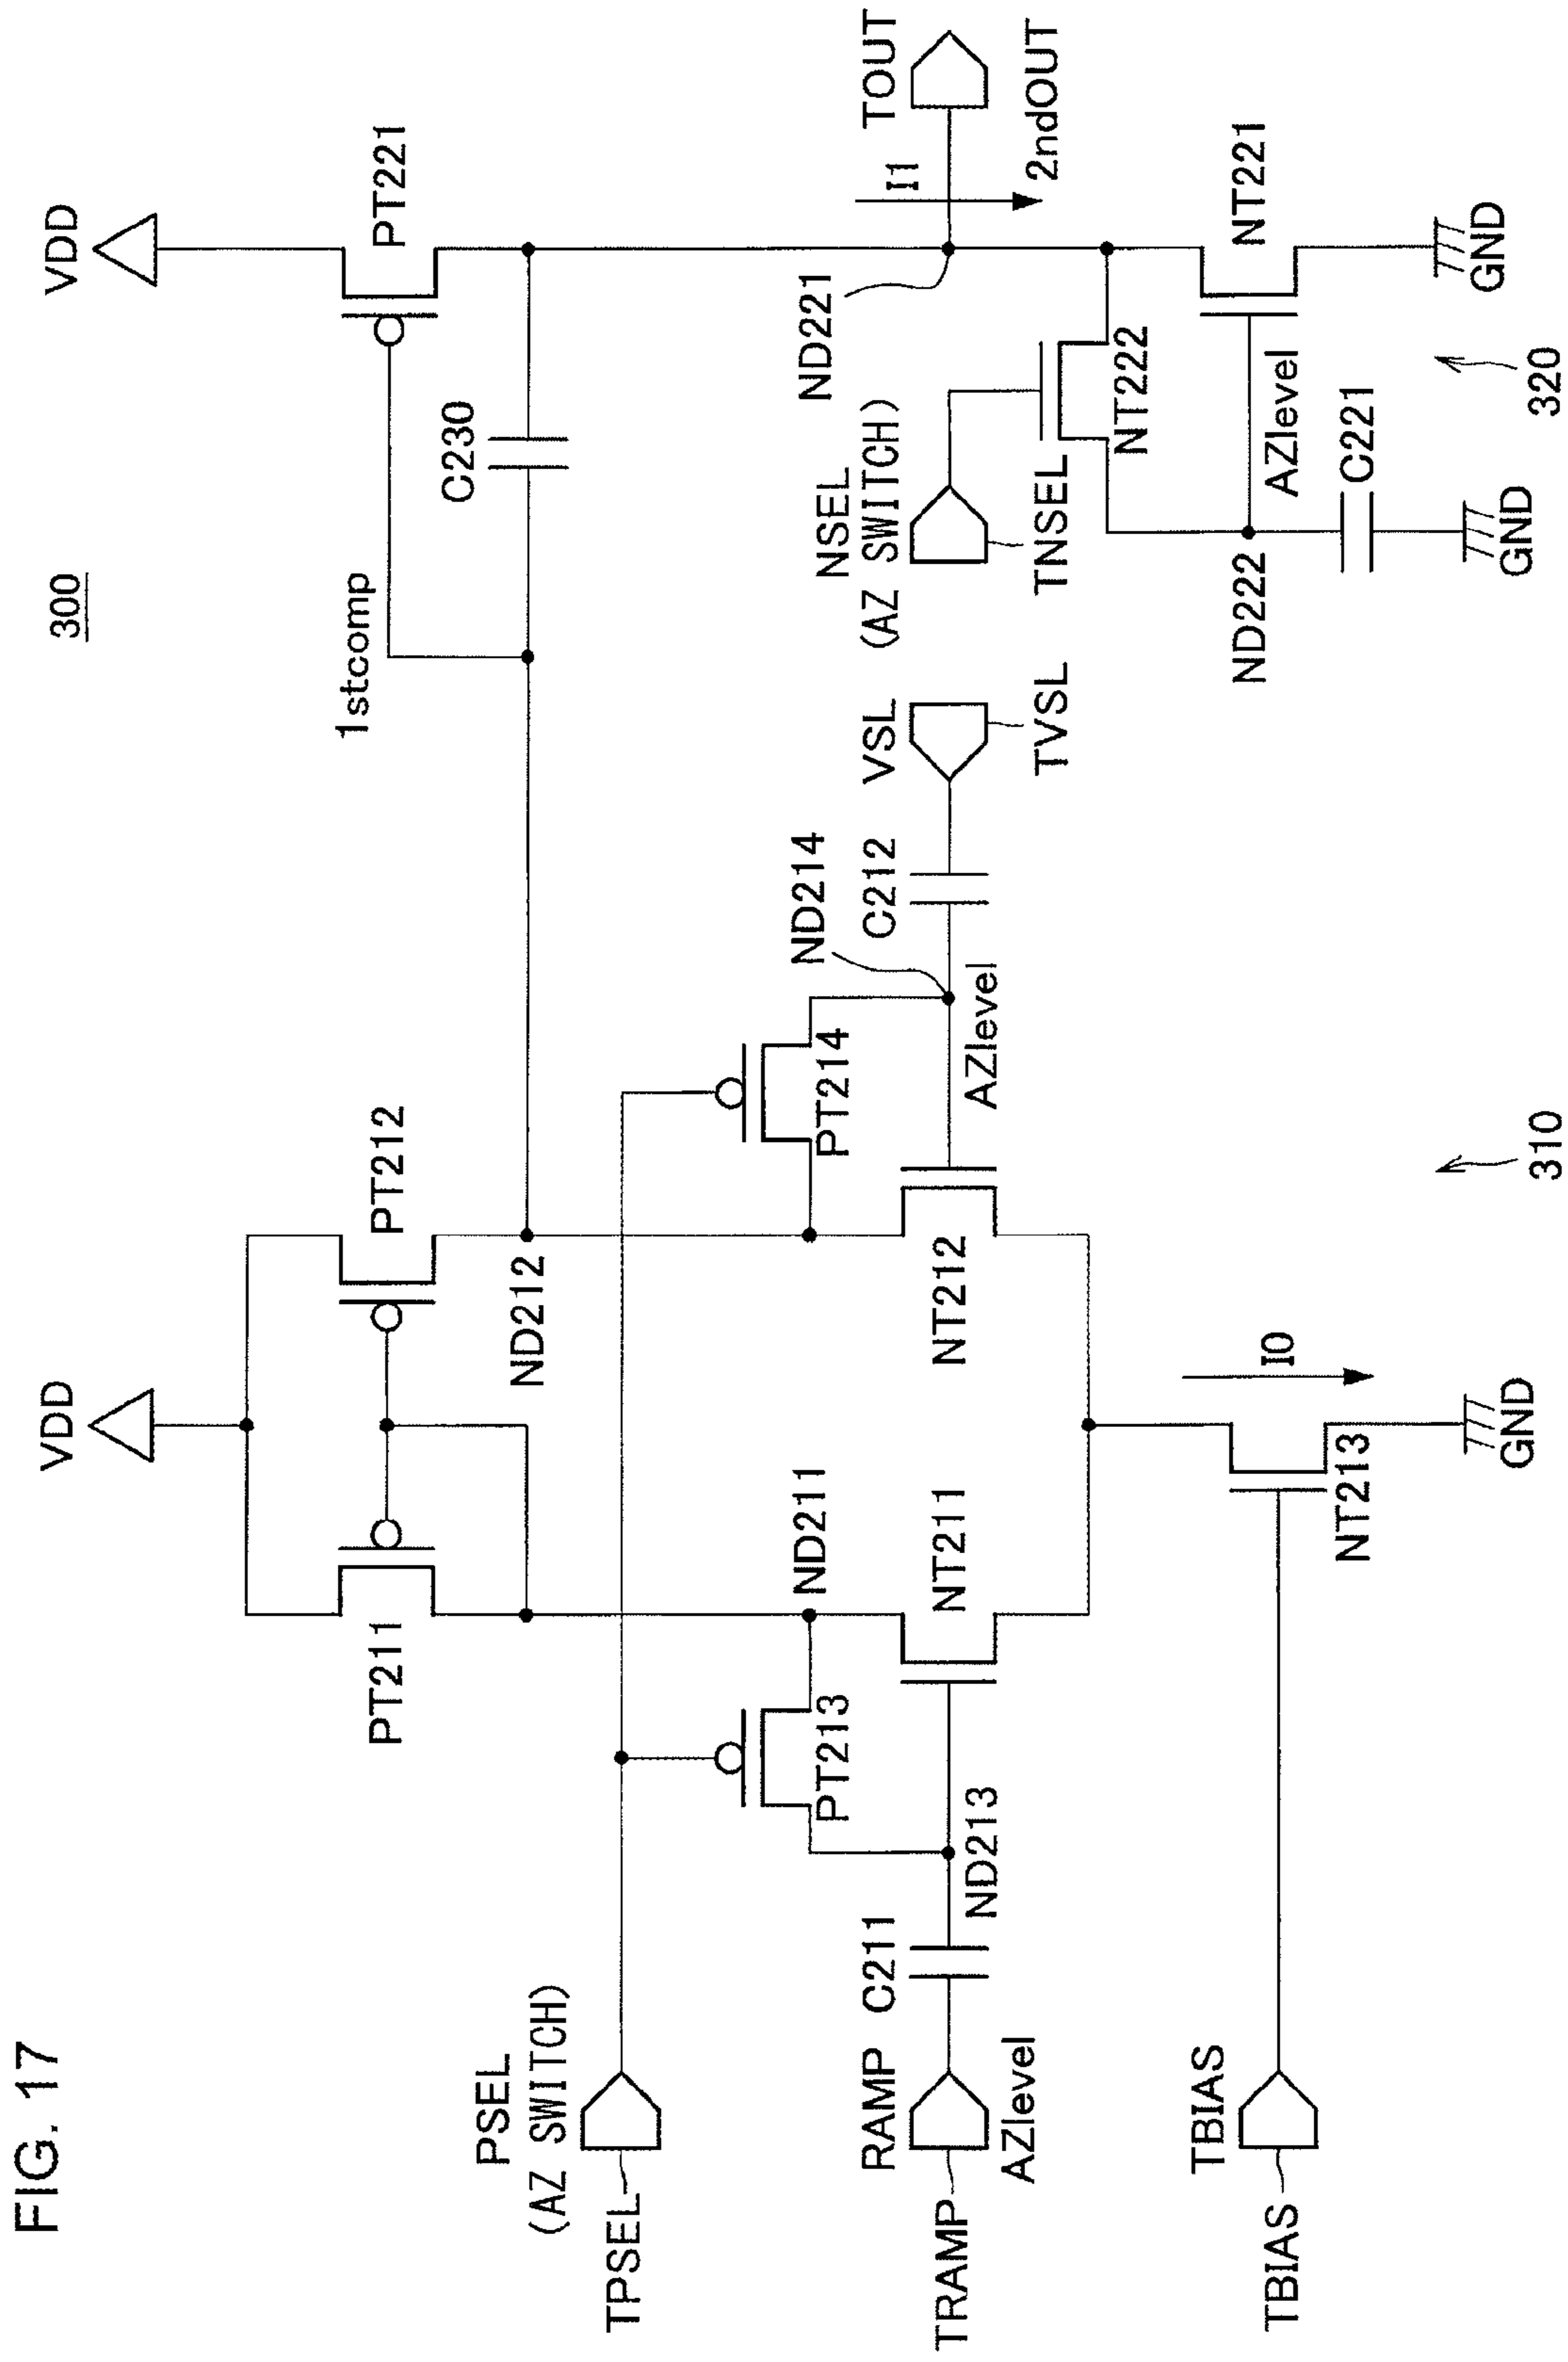 FIG. 17
300
VDD
VDD
PT211
PT212
PT221
1stcomp
C230
PSEL
(AZ SWITCH)
TPSEL
ND212
PT213
ND211
PT214
ND214
ND221
I1
TOUT
2ndOUT
RAMP
C211
TRAMP
AZlevel
ND213
NT211
NT212
AZlevel
C212
VSL
TVSL
NSEL
(AZ SWITCH)
TNSEL
NT222
ND222
AZlevel
NT221
C221
GND
GND
TBIAS
TBIAS
NT213
I0
GND
310
320